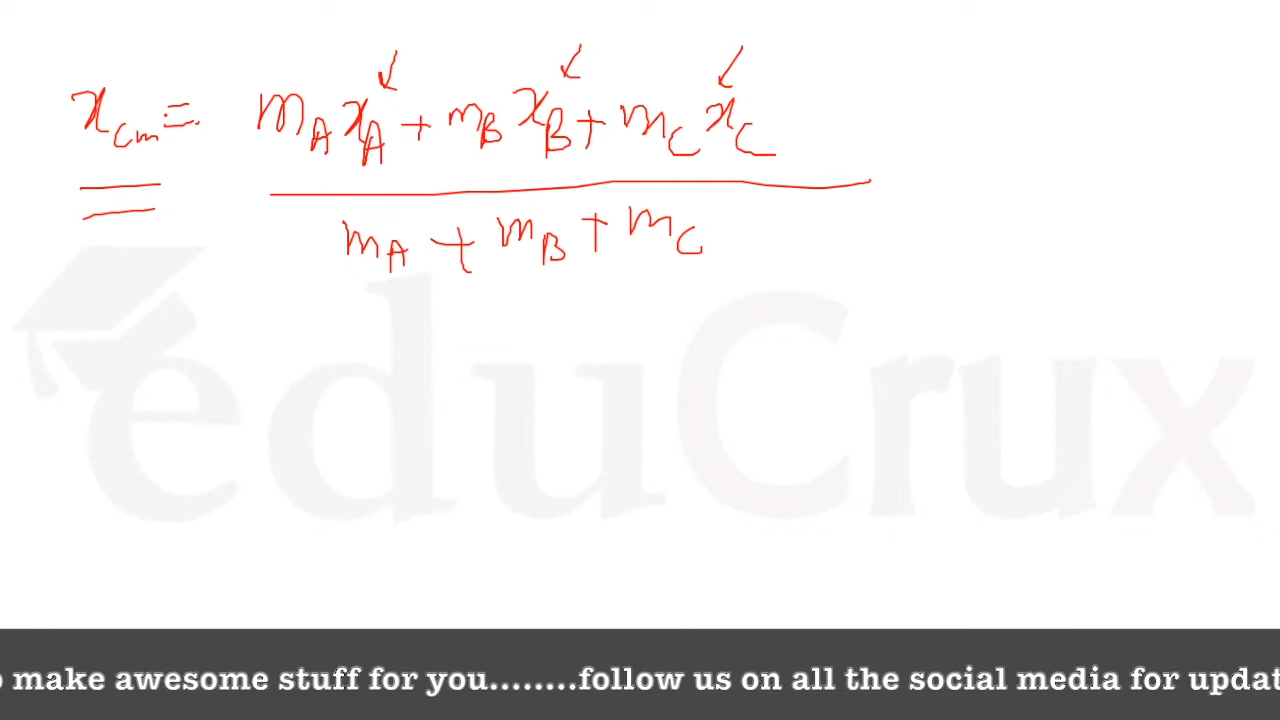 x_cm = m_A x_A + m_B x_B + m_C x_C
m_A + m_B + m_C
eduCrux
make awesome stuff for you........follow us on all the social media for updat